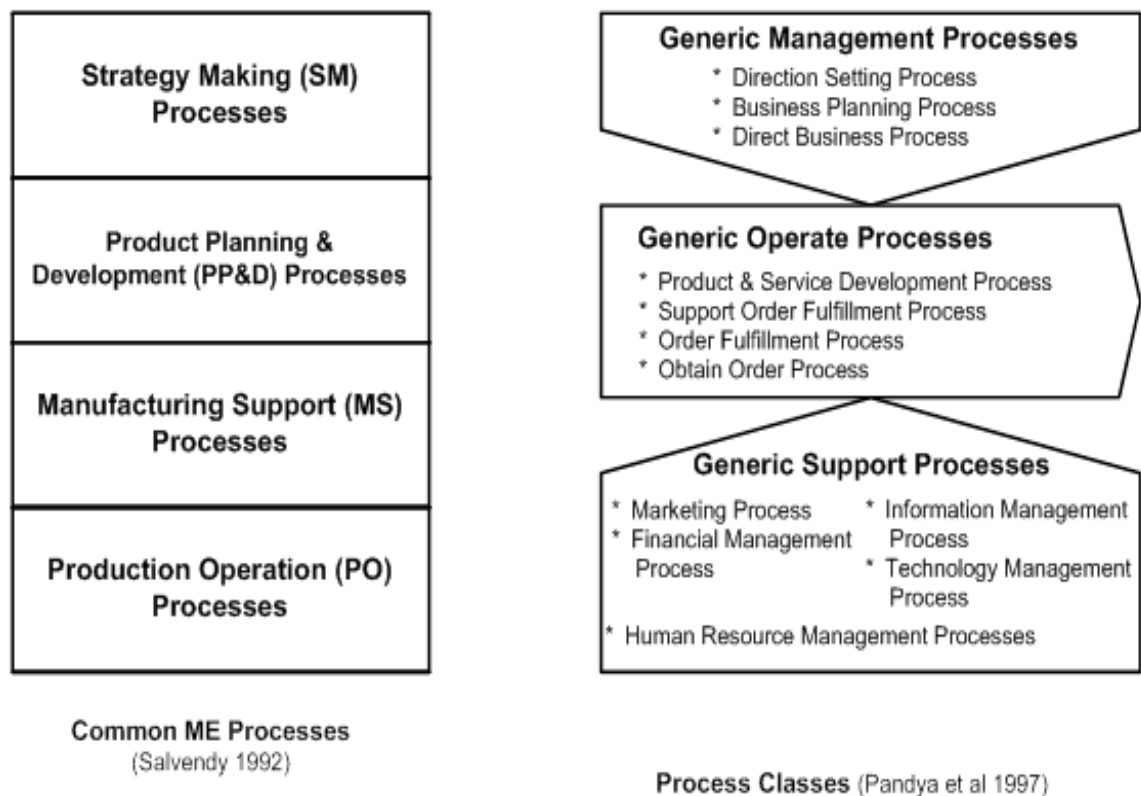 Strategy Making (SM)
Processes
Product Planning &
Development (PP&D) Processes
Manufacturing Support (MS)
Processes
Production Operation (PO)
Processes
Common ME Processes
(Salvendy 1992)
Generic Management Processes
* Direction Setting Process
* Business Planning Process
* Direct Business Process
Generic Operate Processes
* Product & Service Development Process
* Support Order Fulfillment Process
* Order Fulfillment Process
* Obtain Order Process
Generic Support Processes
* Marketing Process
* Financial Management
Process
* Information Management
Process
* Technology Management
Process
* Human Resource Management Processes
Process Classes (Pandya et al 1997)